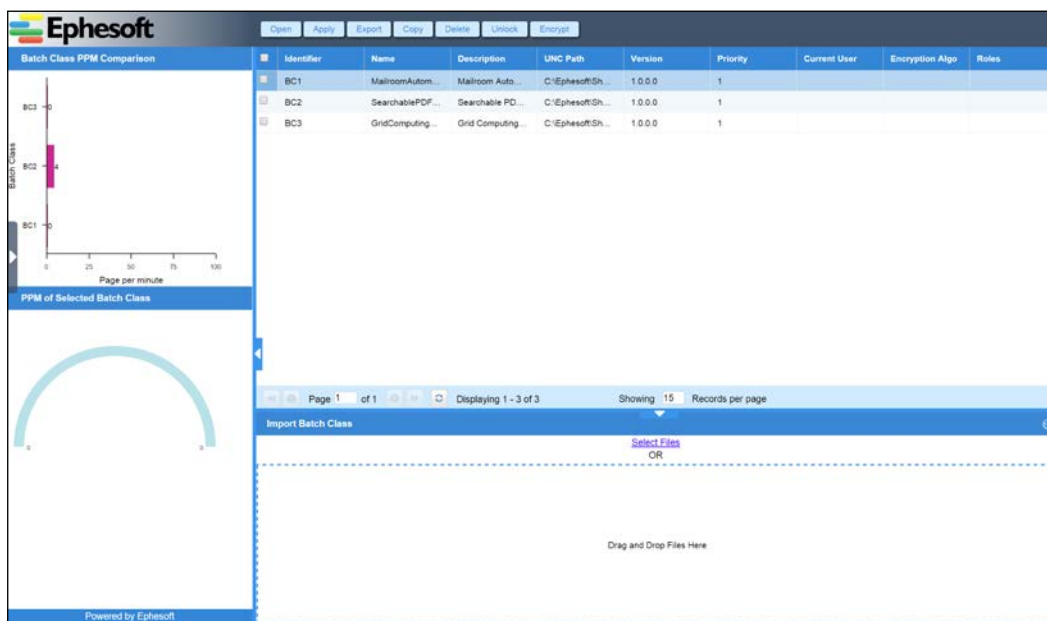 Ephesoft
Open Apply Export Copy Delete Unlock Encrypt
Batch Class PPM Comparison
Identifier Name Description UNC Path Version Priority Current User Encryption Algo Roles
BC1 MailroomAutom... Mailroom Auto... C:\Ephesoft\Sh... 1.0.0.0 1
BC2 SearchablePDF... Searchable PD... C:\Ephesoft\Sh... 1.0.0.0 1
BC3 GridComputing... Grid Computing... C:\Ephesoft\Sh... 1.0.0.0 1
Batch Class
BC3 0
BC2 4
BC1 0
0 25 50 75 100
Page per minute
PPM of Selected Batch Class
0 0
Page 1 of 1 Displaying 1 - 3 of 3 Showing 15 Records per page
Import Batch Class
Select Files
OR
Drag and Drop Files Here
Powered by Ephesoft